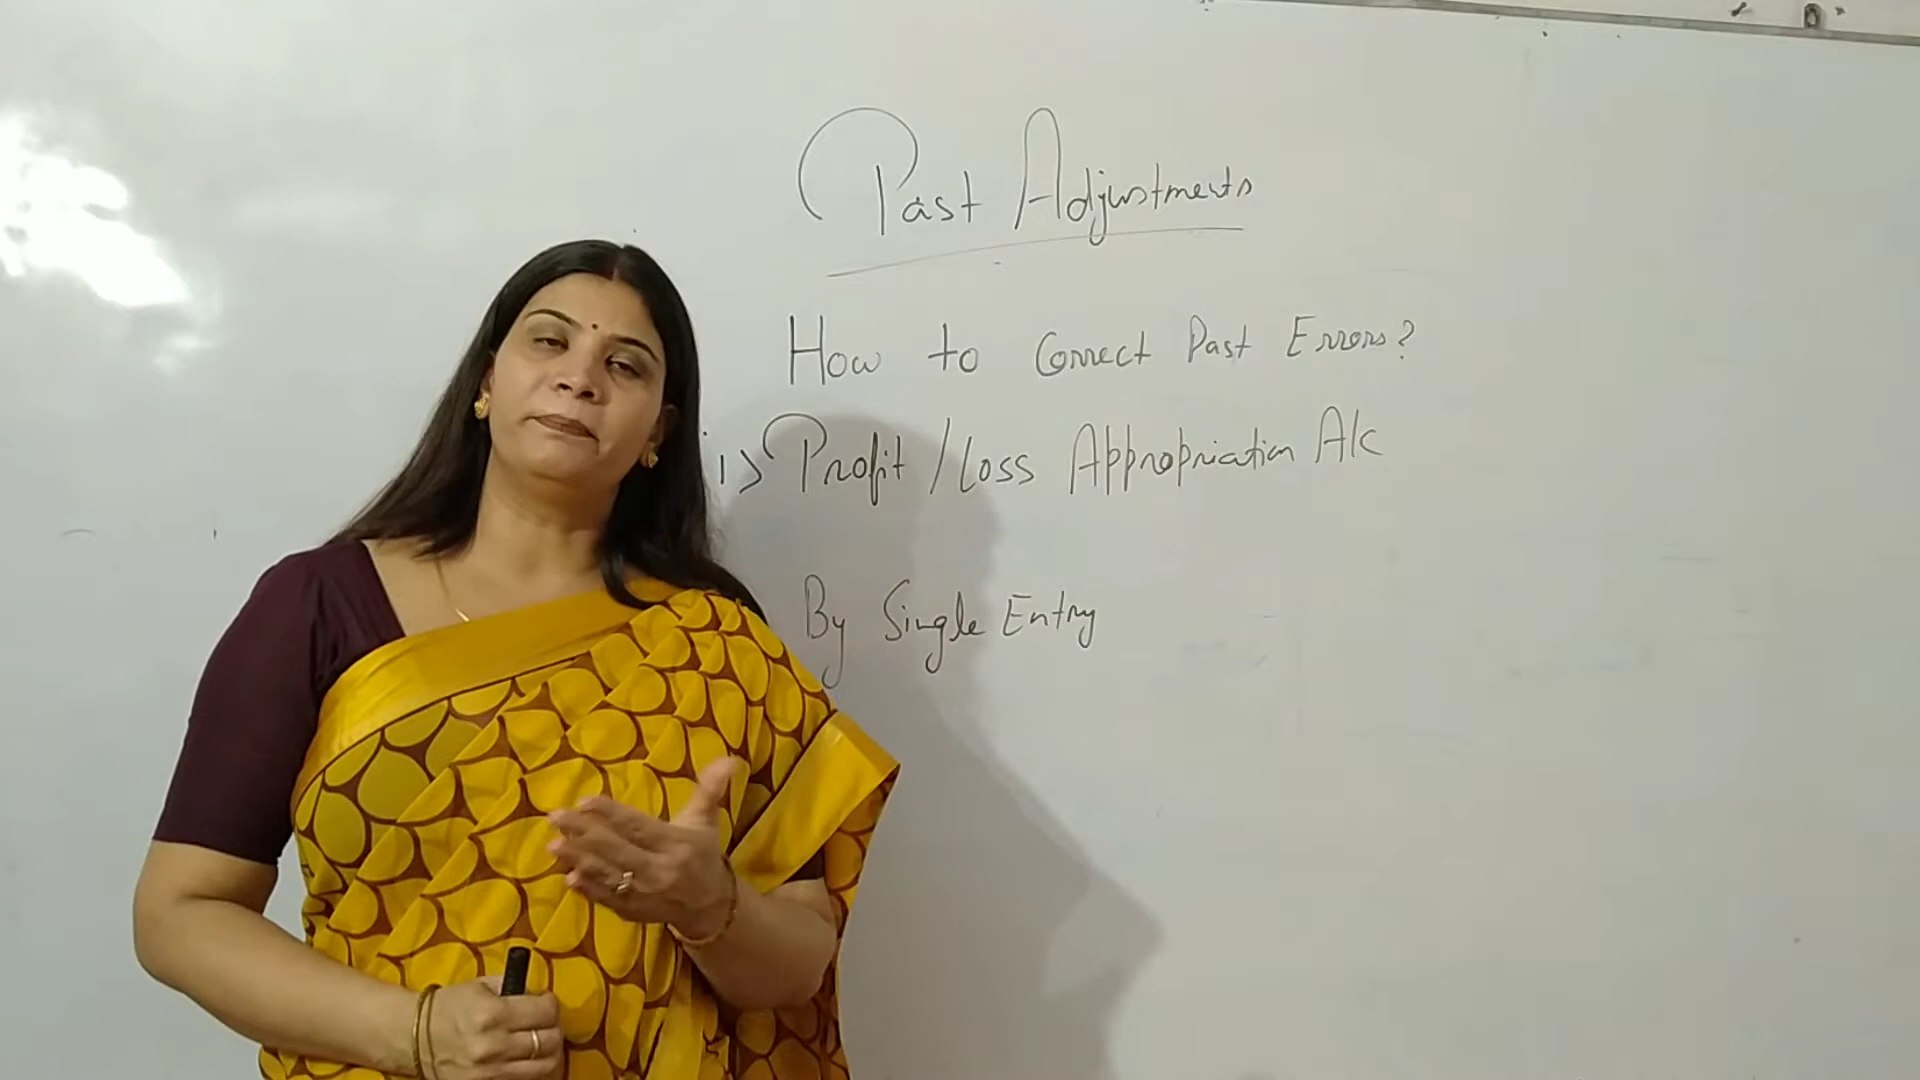 Past Adjustments
How to Correct Past Errors?
i> Profit/Loss Appropriation A/c
By Single Entry